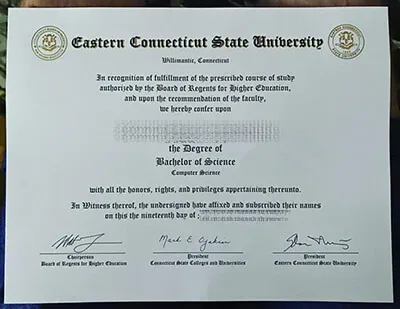 Eastern Connecticut State University
Willimantic, Connecticut
In recognition of fulfillment of the prescribed course of study
authorized by the Board of Regents for Higher Education,
and upon the recommendation of the faculty,
we hereby confer upon
the Degree of
Bachelor of Science
Computer Science
with all the honors, rights, and privileges appertaining thereunto.
In Witness thereof, the undersigned have affixed and subscribed their names
on this the nineteenth day of
Chairperson
Board of Regents for Higher Education
President
Connecticut State Colleges and Universities
President
Eastern Connecticut State University